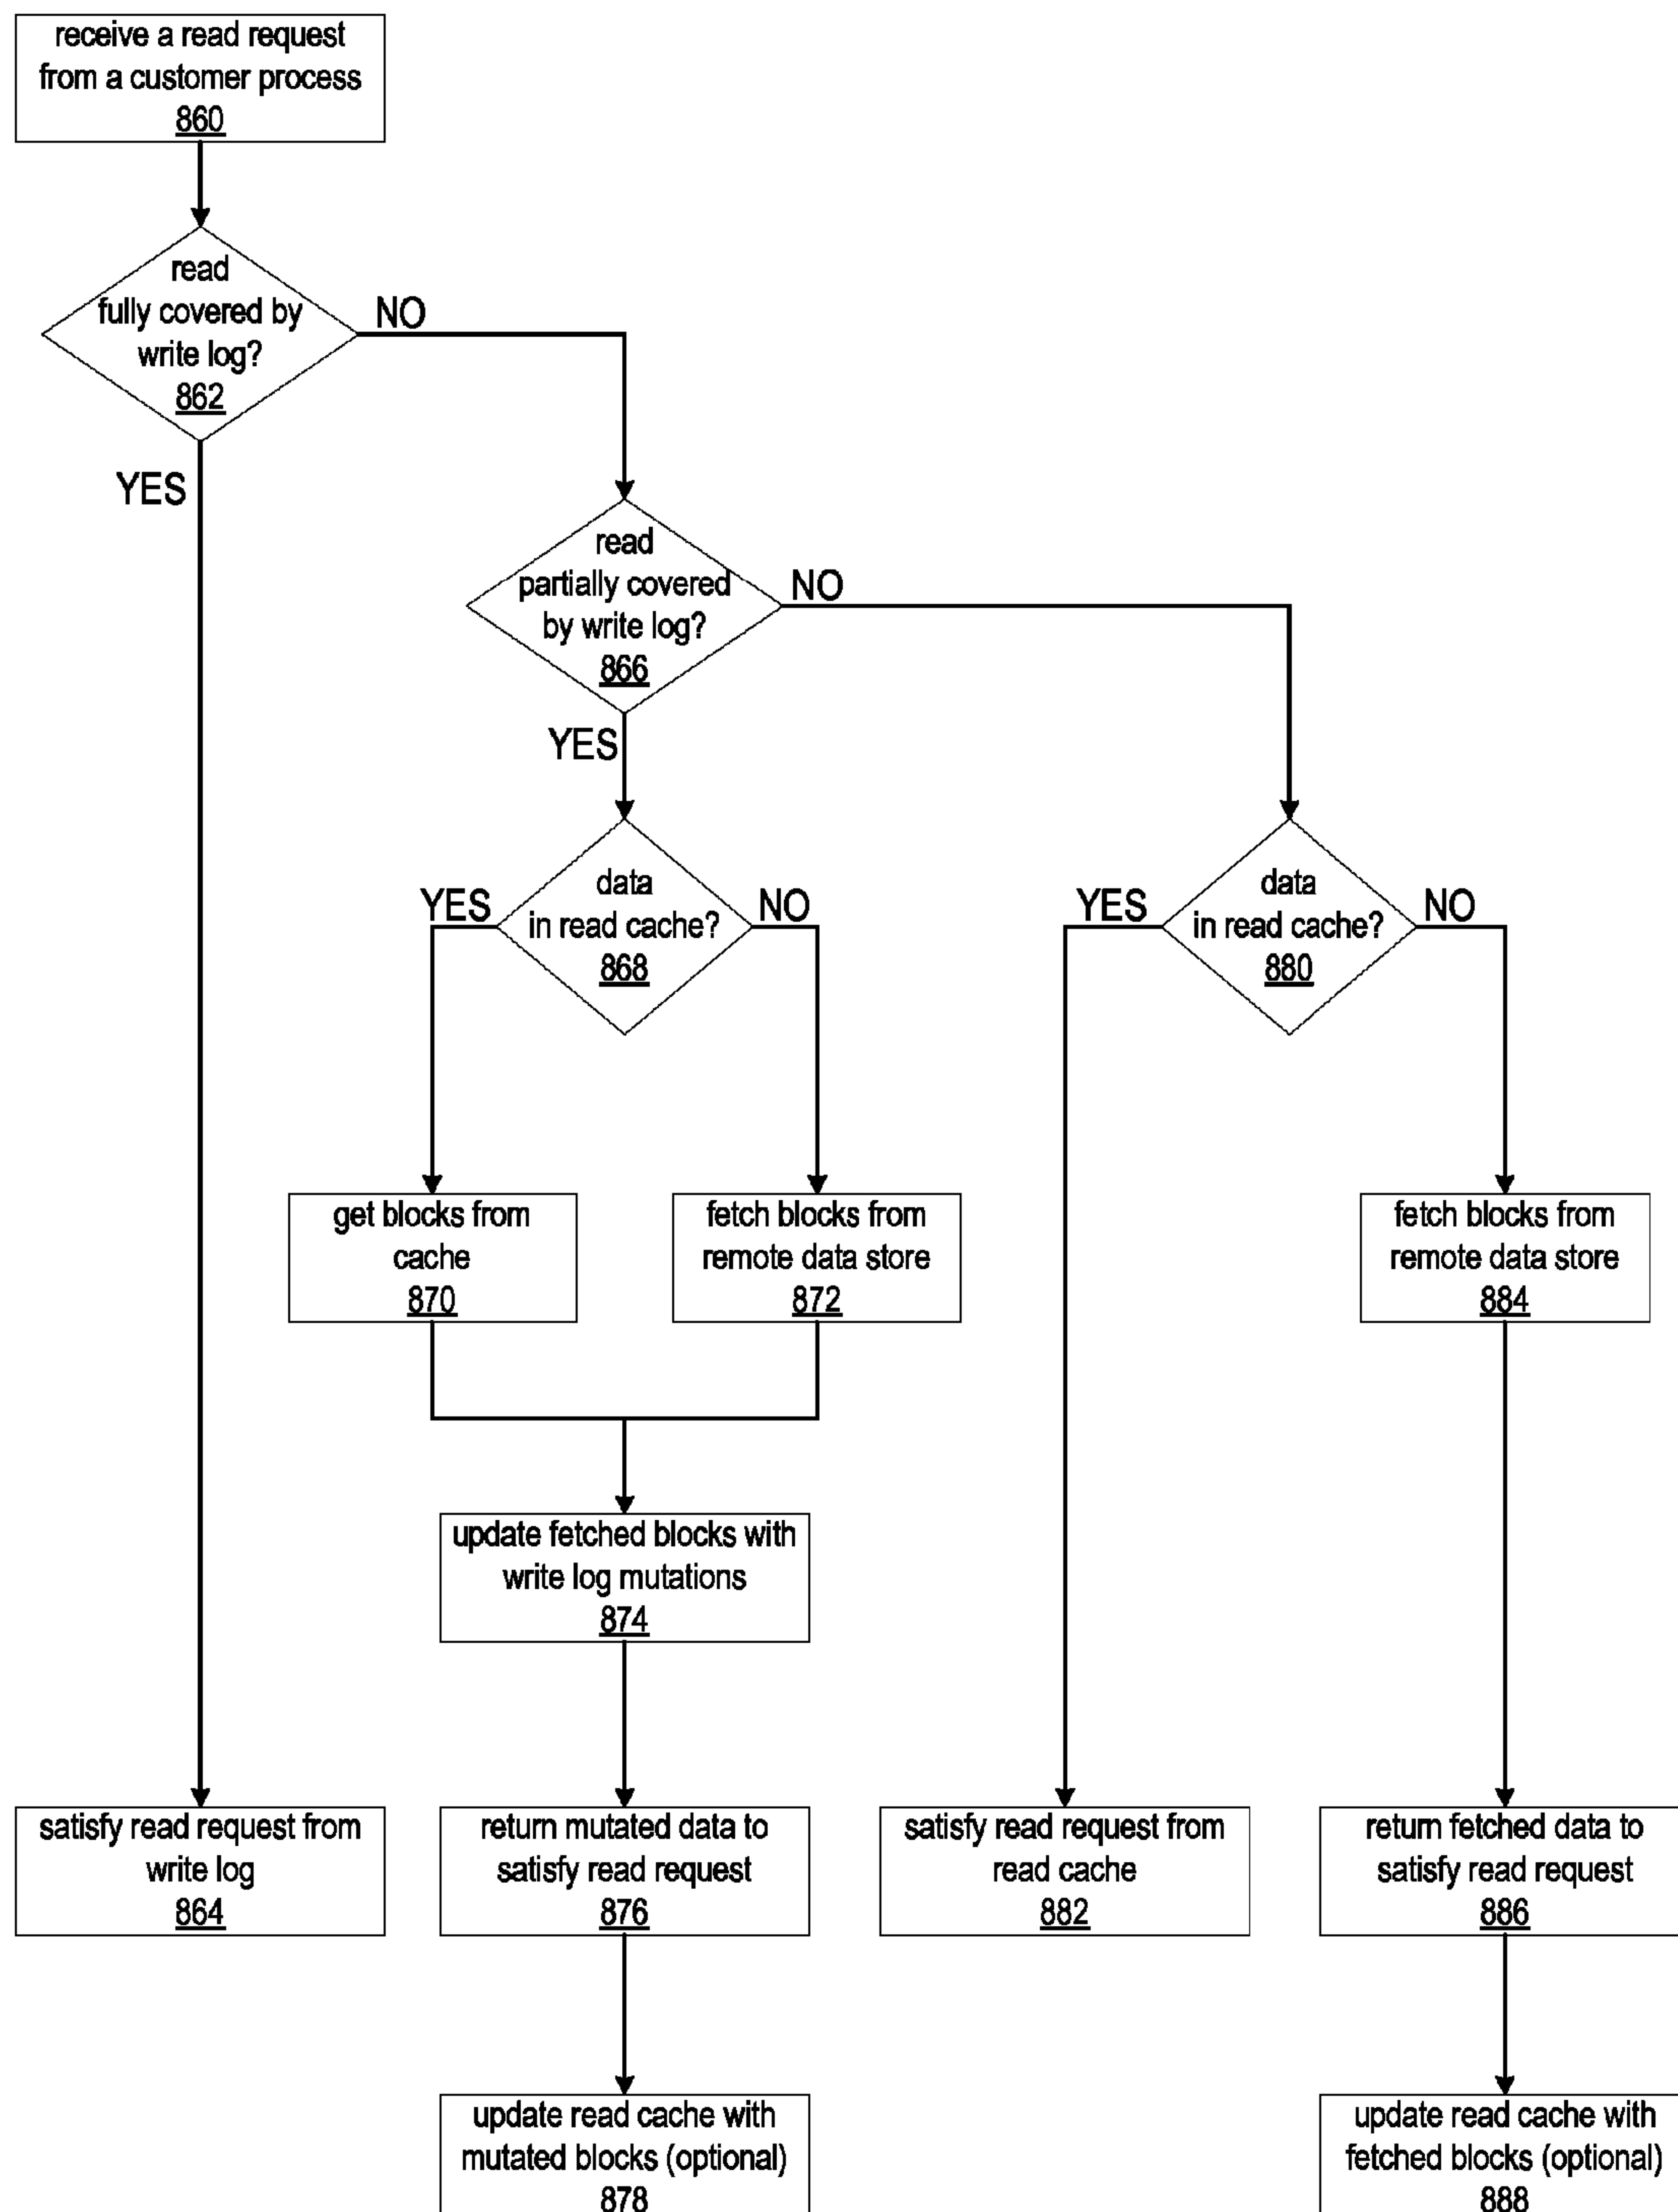 receive a read request
from a customer process
860
read
fully covered by
write log?
862
NO
YES
read
partially covered
by write log?
866
NO
YES
data
in read cache?
868
YES
NO
data
in read cache?
880
YES
NO
get blocks from
cache
870
fetch blocks from
remote data store
872
fetch blocks from
remote data store
884
update fetched blocks with
write log mutations
874
satisfy read request from
write log
864
return mutated data to
satisfy read request
876
satisfy read request from
read cache
882
return fetched data to
satisfy read request
886
update read cache with
mutated blocks (optional)
878
update read cache with
fetched blocks (optional)
888